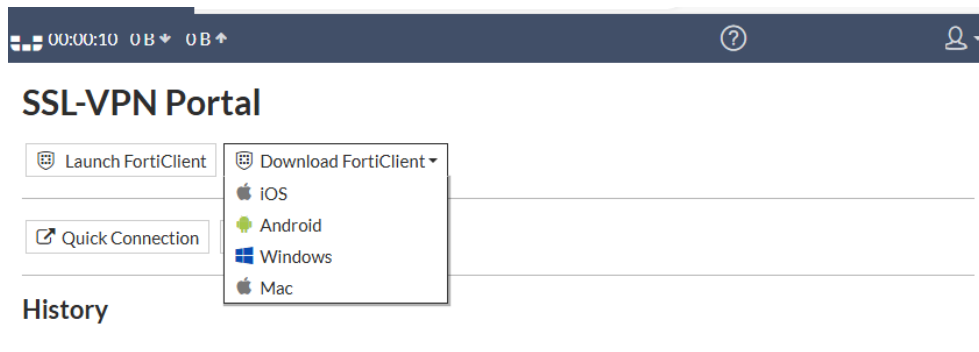 00:00:10 0 B 0 B
SSL-VPN Portal
Launch FortiClient Download FortiClient
iOS
Android
Quick Connection
Windows
Mac
History